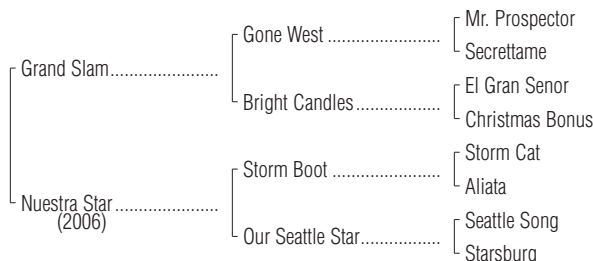 Mr. Prospector
Gone West ........................
Secrettame
Grand Slam.......................
El Gran Senor
Bright Candles ..................
Christmas Bonus
Storm Cat
Storm Boot .......................
Aliata
Nuestra Star ......................
(2006)
Seattle Song
Our Seattle Star.................
Starsburg